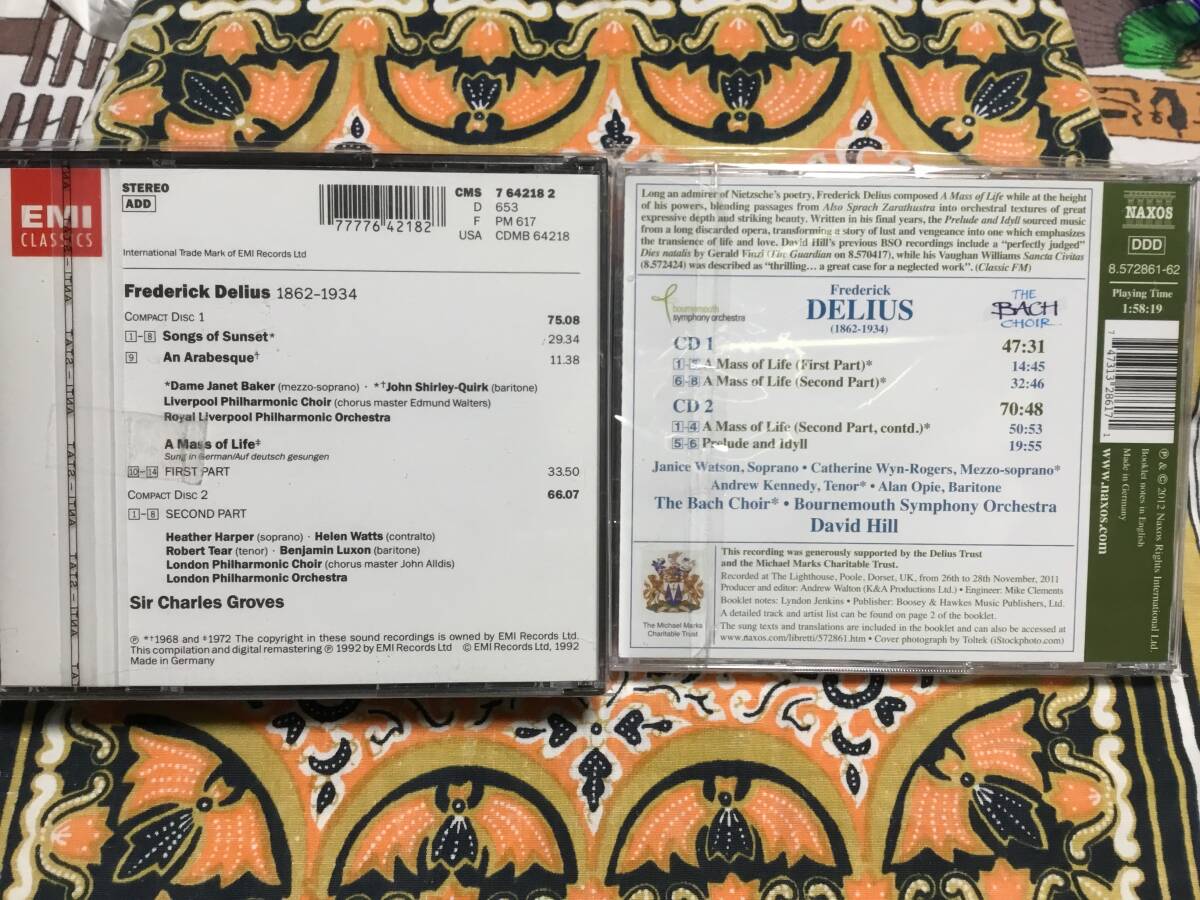 EMI
CLASSICS
STEREO
ADD
77776 42182
CMS 7 64218 2
D 653
F PM 617
USA CDMB 64218
International Trade Mark of EMI Records Ltd
Frederick Delius 1862-1934
COMPACT DISC 1 75.08
1-8 Songs of Sunset* 29.34
9 An Arabesque† 11.38
*Dame Janet Baker (mezzo-soprano) · *†John Shirley-Quirk (baritone)
Liverpool Philharmonic Choir (chorus master Edmund Walters)
Royal Liverpool Philharmonic Orchestra
A Mass of Life‡
Sung in German/Auf deutsch gesungen
10-14 FIRST PART 33.50
COMPACT DISC 2 66.07
1-8 SECOND PART
Heather Harper (soprano) · Helen Watts (contralto)
Robert Tear (tenor) · Benjamin Luxon (baritone)
London Philharmonic Choir (chorus master John Alldis)
London Philharmonic Orchestra
Sir Charles Groves
℗ *†1968 and ‡1972 The copyright in these sound recordings is owned by EMI Records Ltd.
This compilation and digital remastering ℗ 1992 by EMI Records Ltd © EMI Records Ltd, 1992
Made in Germany
Long an admirer of Nietzsche's poetry, Frederick Delius composed A Mass of Life while at the height
of his powers, blending passages from Also Sprach Zarathustra into orchestral textures of great
expressive depth and striking beauty. Written in his final years, the Prelude and Idyll sourced music
from a long discarded opera, transforming a story of lust and vengeance into one which emphasizes
the transience of life and love. David Hill's previous BSO recordings include a "perfectly judged"
Dies natalis by Gerald Finzi (The Guardian on 8.570417), while his Vaughan Williams Sancta Civitas
(8.572424) was described as "thrilling... a great case for a neglected work". (Classic FM)
bournemouth
symphony orchestra
Frederick
DELIUS
(1862-1934)
THE
BACH
CHOIR
CD 1 47:31
1-5 A Mass of Life (First Part)* 14:45
6-8 A Mass of Life (Second Part)* 32:46
CD 2 70:48
1-4 A Mass of Life (Second Part, contd.)* 50:53
5-6 Prelude and Idyll 19:55
Janice Watson, Soprano • Catherine Wyn-Rogers, Mezzo-soprano*
Andrew Kennedy, Tenor* • Alan Opie, Baritone
The Bach Choir* • Bournemouth Symphony Orchestra
David Hill
The Michael Marks
Charitable Trust
This recording was generously supported by the Delius Trust
and the Michael Marks Charitable Trust.
Recorded at The Lighthouse, Poole, Dorset, UK, from 26th to 28th November, 2011
Producer and editor: Andrew Walton (K&A Productions Ltd.) • Engineer: Mike Clements
Booklet notes: Lyndon Jenkins • Publisher: Boosey & Hawkes Music Publishers, Ltd.
A detailed track and artist list can be found on page 2 of the booklet.
The sung texts and translations are included in the booklet and can also be accessed at
www.naxos.com/libretti/572861.htm • Cover photograph by Toltek (iStockphoto.com)
NAXOS
DDD
8.572861-62
Playing Time
1:58:19
7 47313 28617 1
℗ & © 2012 Naxos Rights International Ltd.
Booklet notes in English
Made in Germany
www.naxos.com